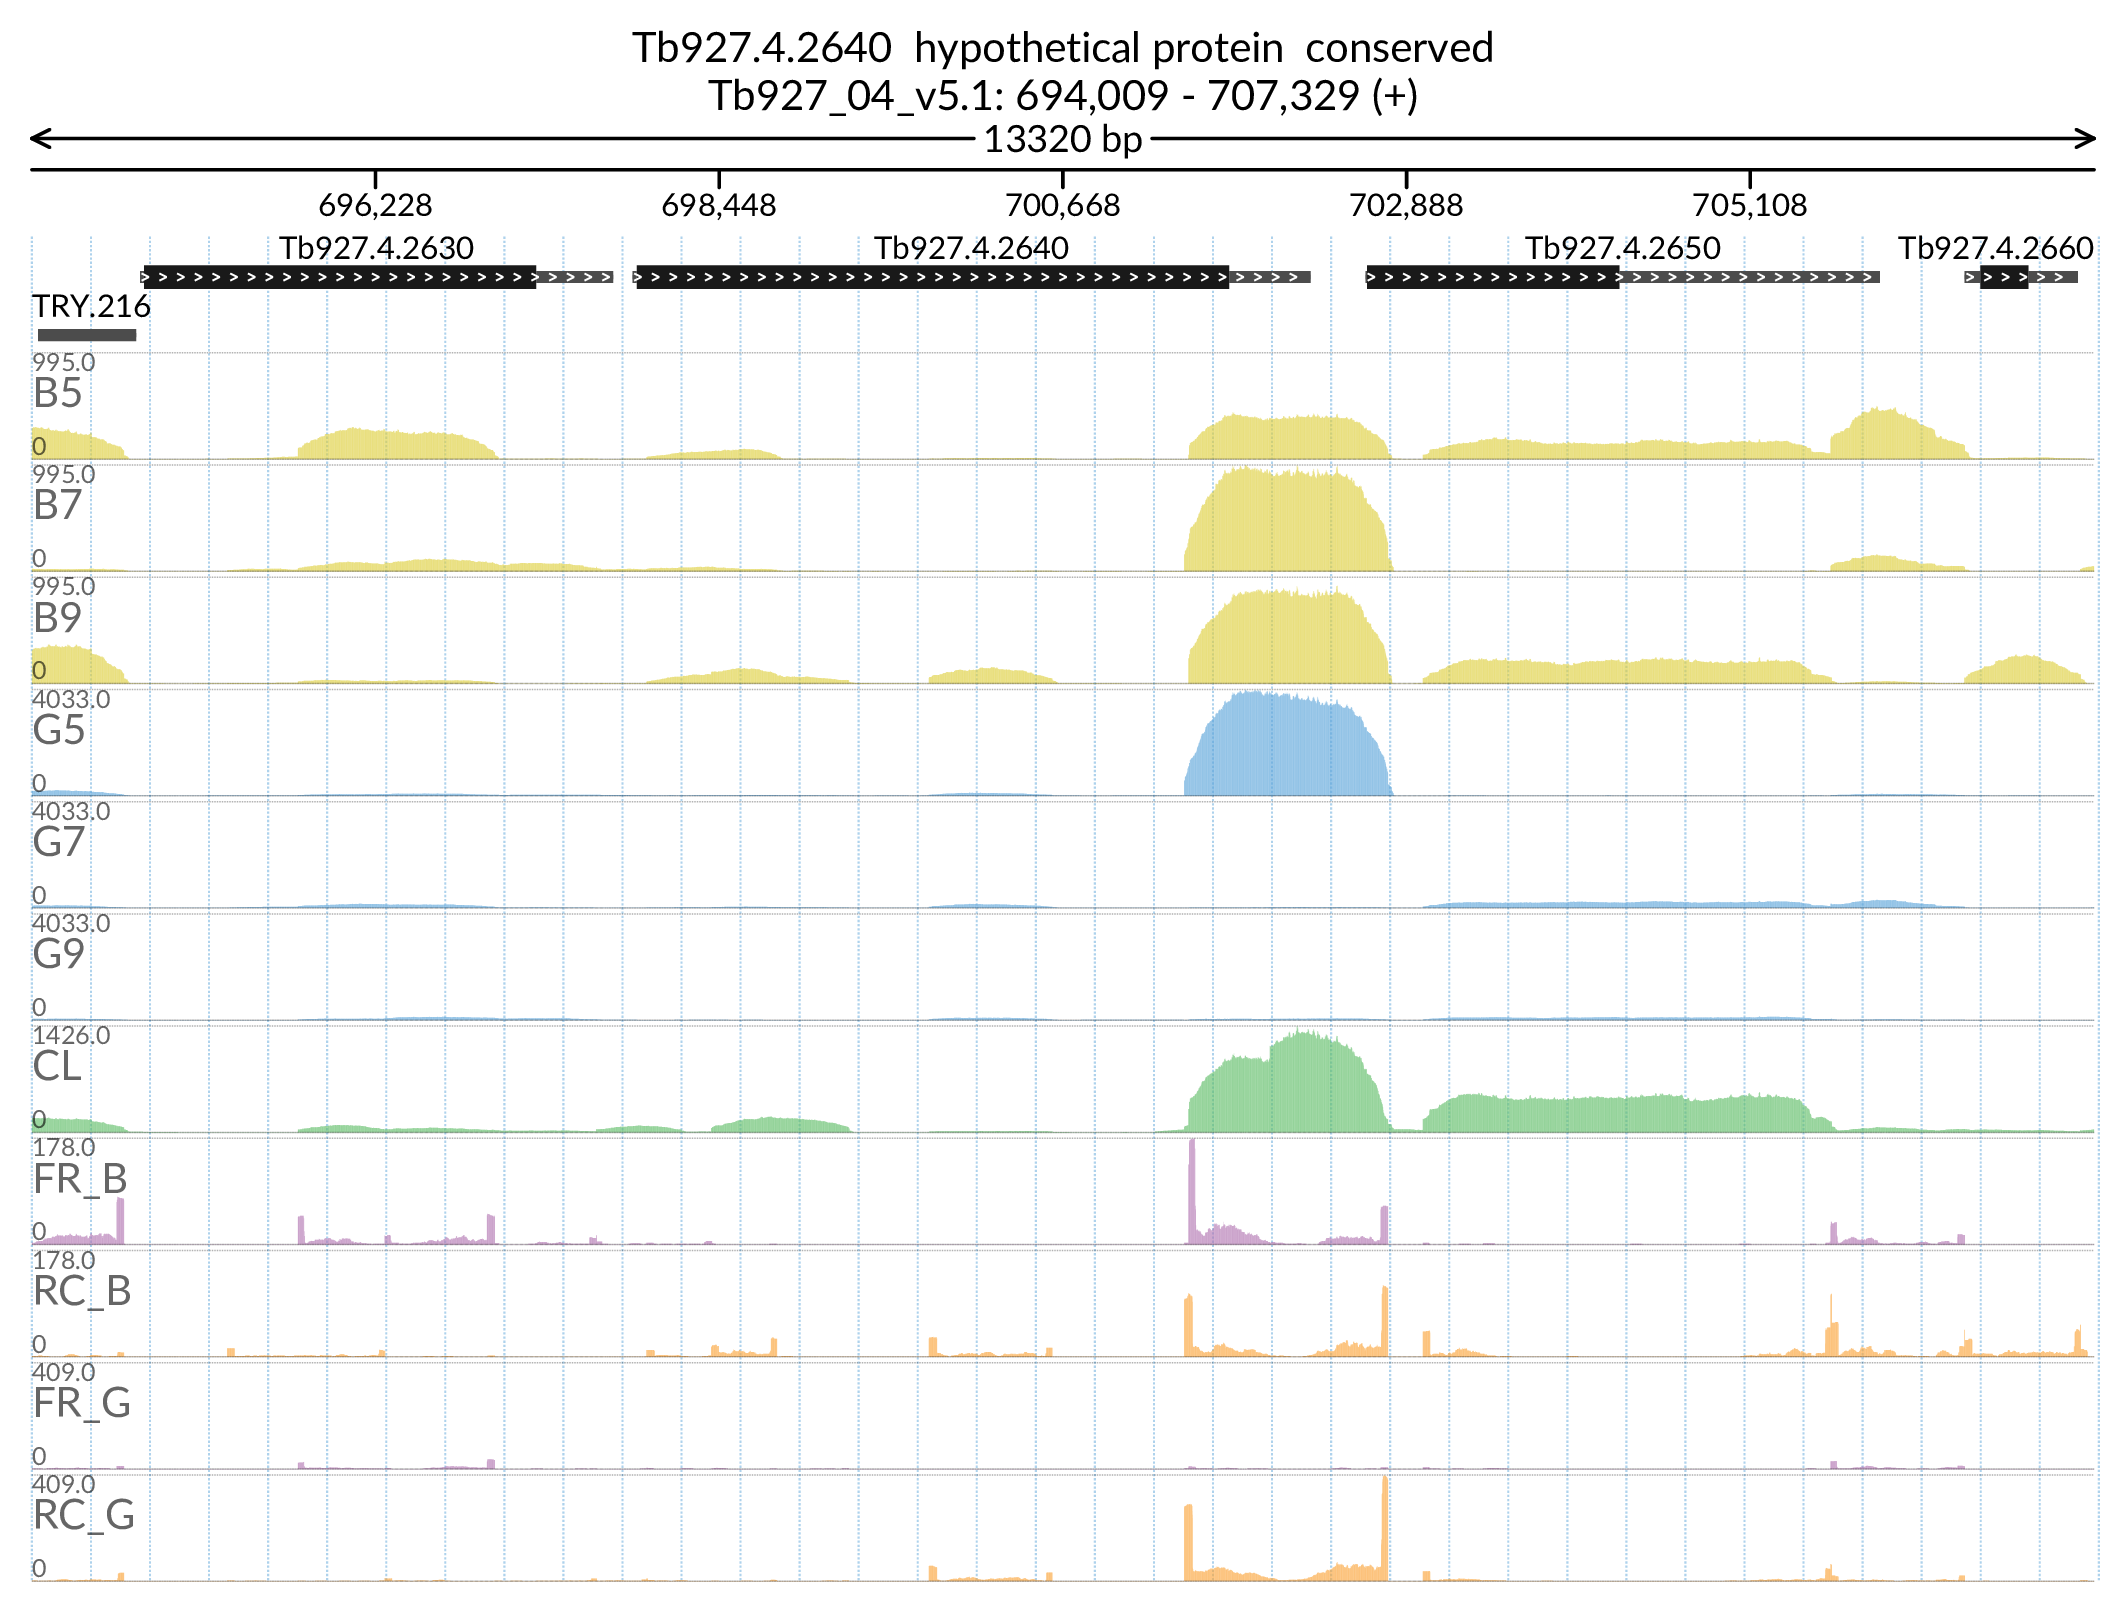 Tb927.4.2640  hypothetical protein  conserved
Tb927_04_v5.1: 694,009 - 707,329 (+)
13320 bp
696,228 698,448 700,668 702,888 705,108
Tb927.4.2630 Tb927.4.2640 Tb927.4.2650 Tb927.4.2660
TRY.216
995.0
B5
0
995.0
B7
0
995.0
B9
0
4033.0
G5
0
4033.0
G7
0
4033.0
G9
0
1426.0
CL
0
178.0
FR_B
0
178.0
RC_B
0
409.0
FR_G
0
409.0
RC_G
0